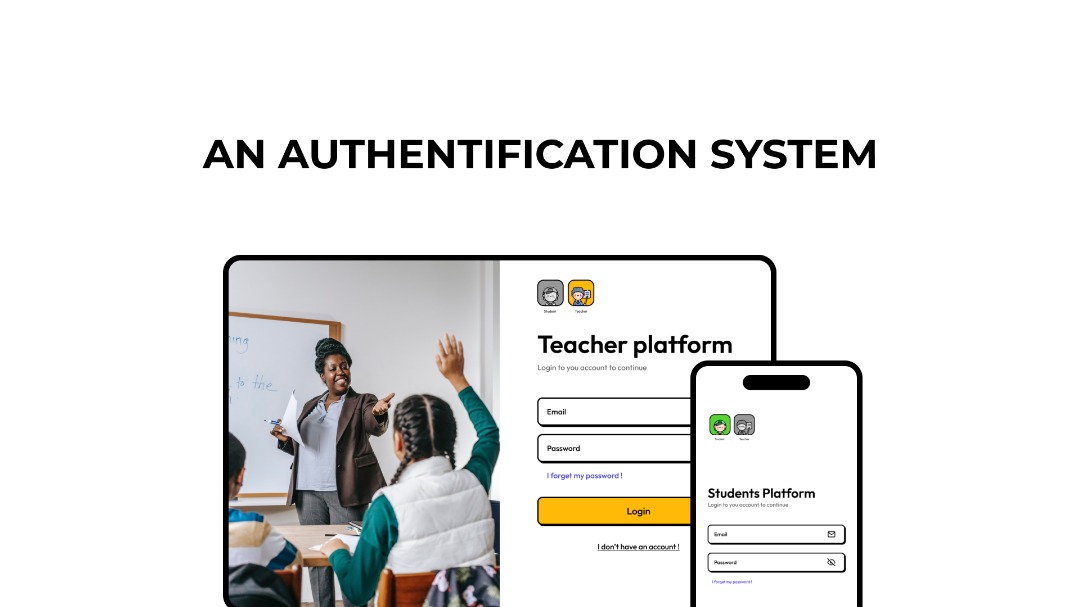 AN AUTHENTIFICATION SYSTEM
ing
to the
Student Teacher
Teacher platform
Login to you account to continue
Email
Password
I forget my password !
Login
I don't have an account !
Student Teacher
Students Platform
Login to you account to continue
Email
Password
I forget my password !